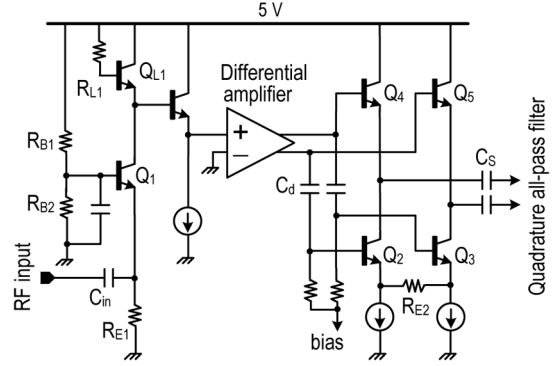 5 V
QL1
RL1
Differential
amplifier
Q4
Q5
RB1
Q1
RB2
+
−
Cd
CS
Quadrature all-pass filter
RF input
Cin
Q2
Q3
RE2
RE1
bias